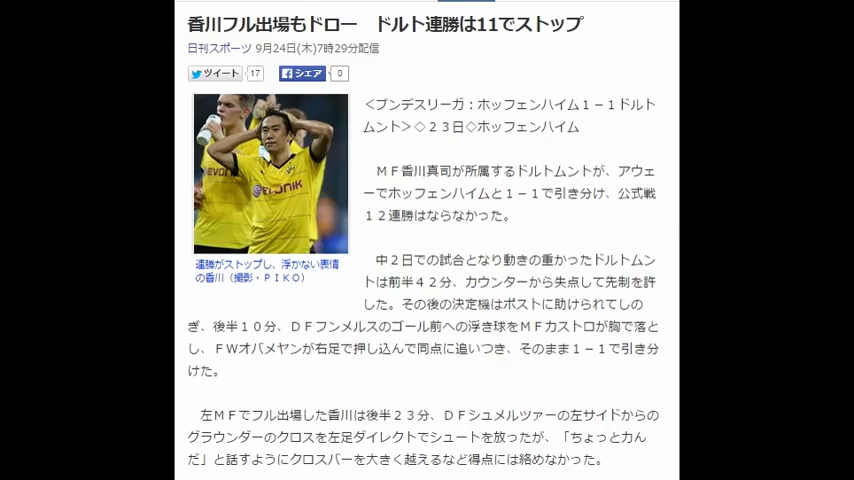 香川フル出場もドロー　ドルト連勝は11でストップ
日刊スポーツ 9月24日(木)7時29分配信
ツイート 17 シェア 0
EVONIK
＜ブンデスリーガ：ホッフェンハイム１－１ドルト
ムント＞◇２３日◇ホッフェンハイム
　ＭＦ香川真司が所属するドルトムントが、アウェ
ーでホッフェンハイムと１－１で引き分け、公式戦
１２連勝はならなかった。
連勝がストップし、浮かない表情
の香川（撮影・ＰＩＫＯ）
　中２日での試合となり動きの重かったドルトムン
トは前半４２分、カウンターから失点して先制を許
した。その後の決定機はポストに助けられてしの
ぎ、後半１０分、ＤＦフンメルスのゴール前への浮き球をＭＦカストロが胸で落と
し、ＦＷオバメヤンが右足で押し込んで同点に追いつき、そのまま１－１で引き分
けた。
　左ＭＦでフル出場した香川は後半２３分、ＤＦシュメルツァーの左サイドからの
グラウンダーのクロスを左足ダイレクトでシュートを放ったが、「ちょっと力ん
だ」と話すようにクロスバーを大きく越えるなど得点には絡めなかった。